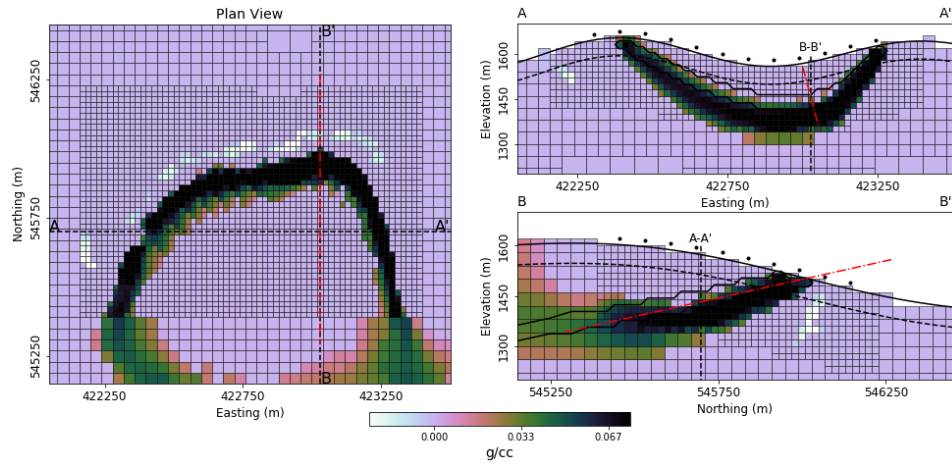 Plan View
B'
A
A'
B
546250
545750
545250
Northing (m)
422250
422750
423250
Easting (m)
A
A'
B-B'
1600
1450
1300
Elevation (m)
422250
422750
423250
Easting (m)
B
B'
A-A'
1600
1450
1300
Elevation (m)
545250
545750
546250
Northing (m)
0.000
0.033
0.067
g/cc